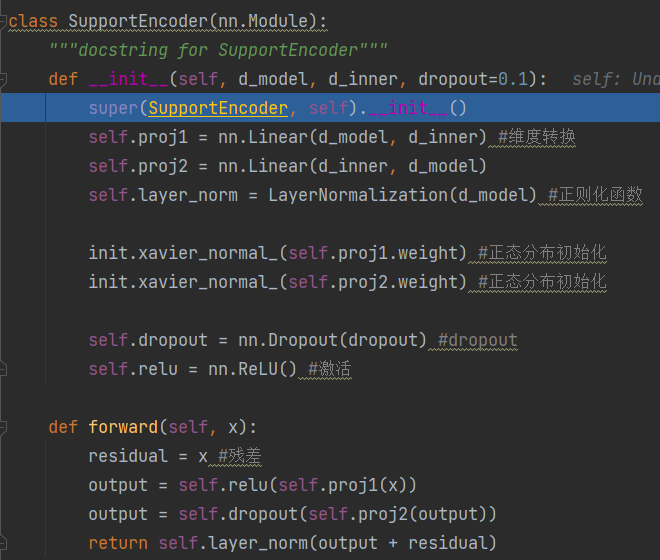 class SupportEncoder(nn.Module):
    """docstring for SupportEncoder"""
    def __init__(self, d_model, d_inner, dropout=0.1):   self: Und
        super(SupportEncoder, self).__init__()
        self.proj1 = nn.Linear(d_model, d_inner) #维度转换
        self.proj2 = nn.Linear(d_inner, d_model)
        self.layer_norm = LayerNormalization(d_model) #正则化函数
        init.xavier_normal_(self.proj1.weight) #正态分布初始化
        init.xavier_normal_(self.proj2.weight) #正态分布初始化
        self.dropout = nn.Dropout(dropout) #dropout
        self.relu = nn.ReLU() #激活
    def forward(self, x):
        residual = x #残差
        output = self.relu(self.proj1(x))
        output = self.dropout(self.proj2(output))
        return self.layer_norm(output + residual)